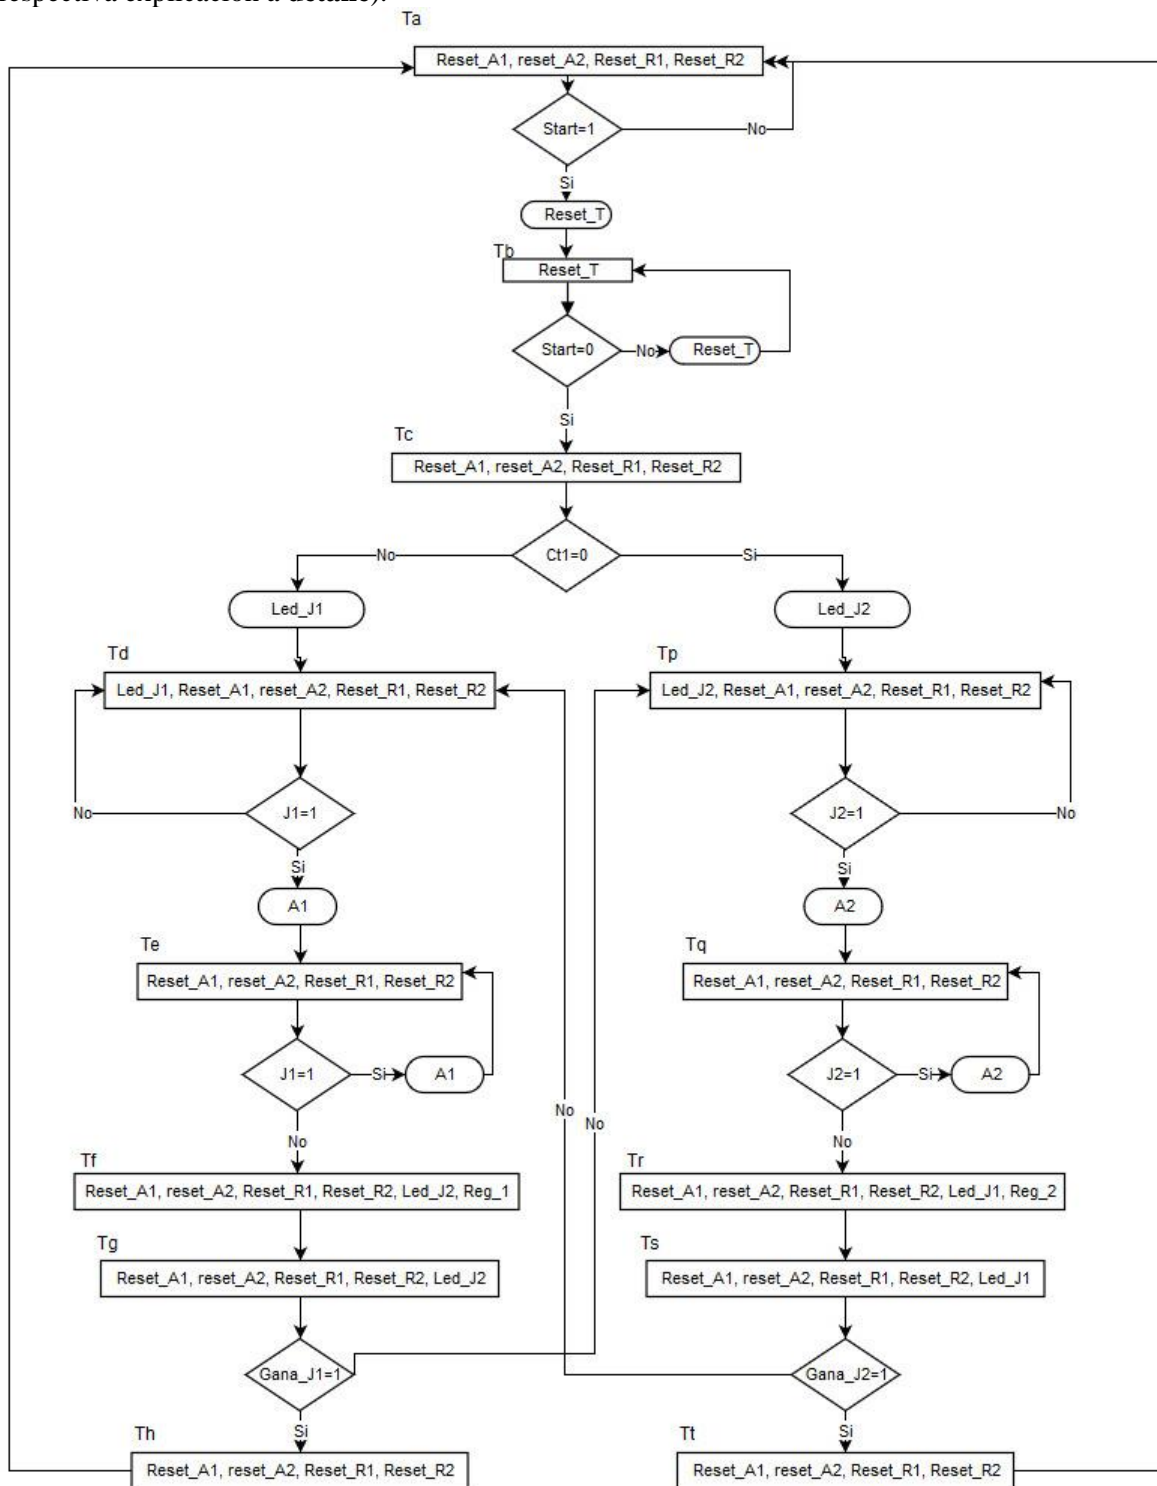 respectiva explicación a detalle).
Ta
Reset_A1, reset_A2, Reset_R1, Reset_R2
Start=1
No
Si
Reset_T
Tb
Reset_T
Start=0
No
Reset_T
Si
Tc
Reset_A1, reset_A2, Reset_R1, Reset_R2
No
Ct1=0
Si
Led_J1
Led_J2
Td
Tp
Led_J1, Reset_A1, reset_A2, Reset_R1, Reset_R2
Led_J2, Reset_A1, reset_A2, Reset_R1, Reset_R2
No
J1=1
J2=1
No
Si
Si
A1
A2
Te
Tq
Reset_A1, reset_A2, Reset_R1, Reset_R2
Reset_A1, reset_A2, Reset_R1, Reset_R2
J1=1
Si
A1
J2=1
Si
A2
No
No
No
No
Tf
Tr
Reset_A1, reset_A2, Reset_R1, Reset_R2, Led_J2, Reg_1
Reset_A1, reset_A2, Reset_R1, Reset_R2, Led_J1, Reg_2
Tg
Ts
Reset_A1, reset_A2, Reset_R1, Reset_R2, Led_J2
Reset_A1, reset_A2, Reset_R1, Reset_R2, Led_J1
Gana_J1=1
Gana_J2=1
Si
Si
Th
Tt
Reset_A1, reset_A2, Reset_R1, Reset_R2
Reset_A1, reset_A2, Reset_R1, Reset_R2